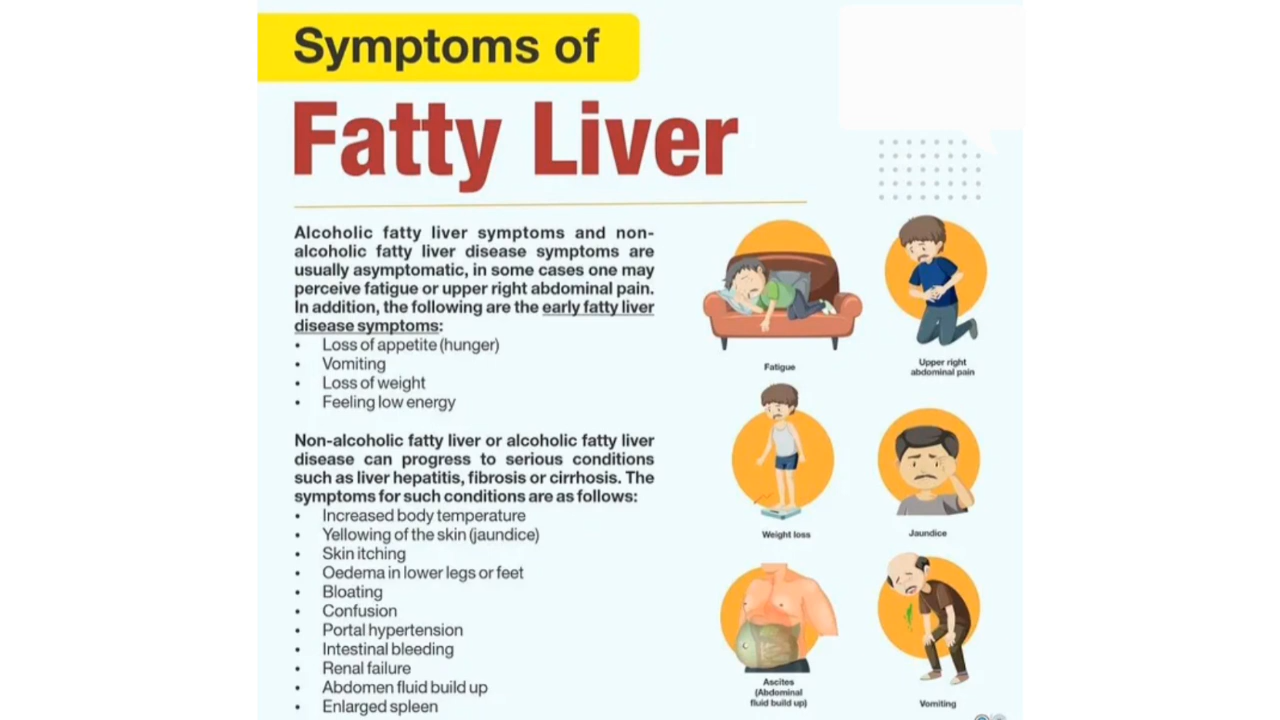 Symptoms of
Fatty Liver
Alcoholic fatty liver symptoms and non-
alcoholic fatty liver disease symptoms are
usually asymptomatic, in some cases one may
perceive fatigue or upper right abdominal pain.
In addition, the following are the early fatty liver
disease symptoms:
• Loss of appetite (hunger)
• Vomiting
• Loss of weight
• Feeling low energy
Non-alcoholic fatty liver or alcoholic fatty liver
disease can progress to serious conditions
such as liver hepatitis, fibrosis or cirrhosis. The
symptoms for such conditions are as follows:
• Increased body temperature
• Yellowing of the skin (jaundice)
• Skin itching
• Oedema in lower legs or feet
• Bloating
• Confusion
• Portal hypertension
• Intestinal bleeding
• Renal failure
• Abdomen fluid build up
• Enlarged spleen
Fatigue
Upper right
abdominal pain
Weight loss
Jaundice
Ascites
(Abdominal
fluid build up)
Vomiting